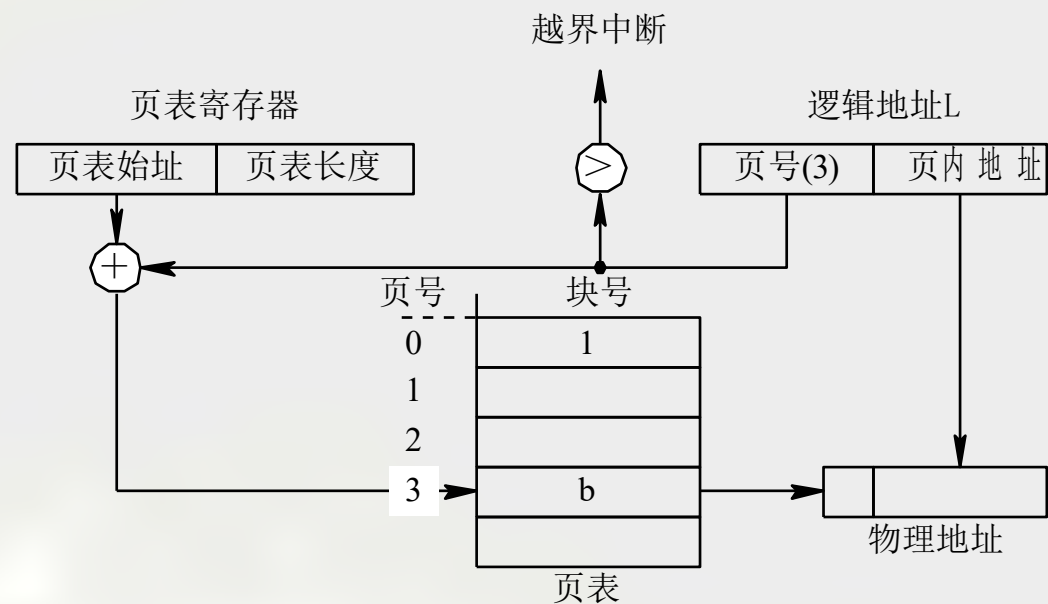 越界中断
页表寄存器
逻辑地址L
页表始址 页表长度
>
页号(3) 页内地址
+
页号 块号
0 1
1
2
3 b
物理地址
页表